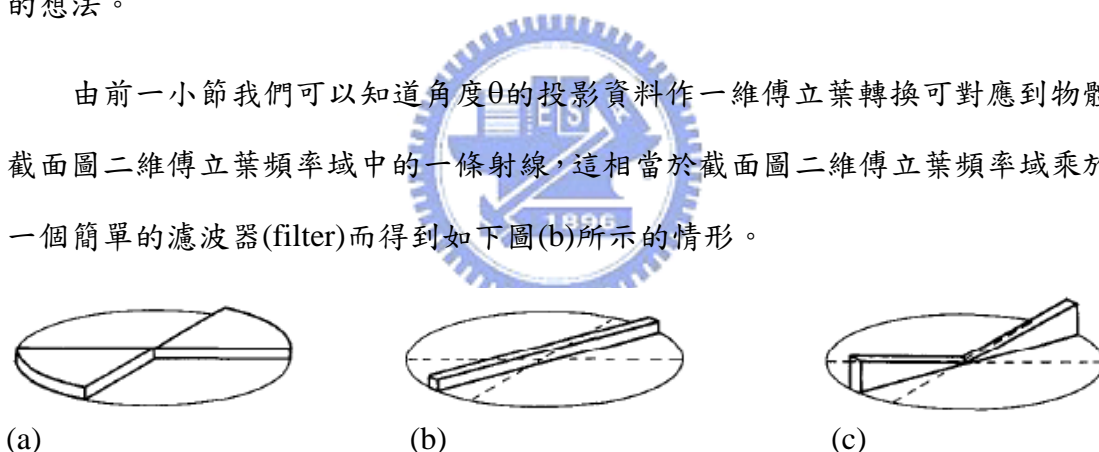 的想法。
由前一小節我們可以知道角度θ的投影資料作一維傅立葉轉換可對應到物體
截面圖二維傅立葉頻率域中的一條射線，這相當於截面圖二維傅立葉頻率域乘於
一個簡單的濾波器(filter)而得到如下圖(b)所示的情形。
ES
1896
(a) (b) (c)